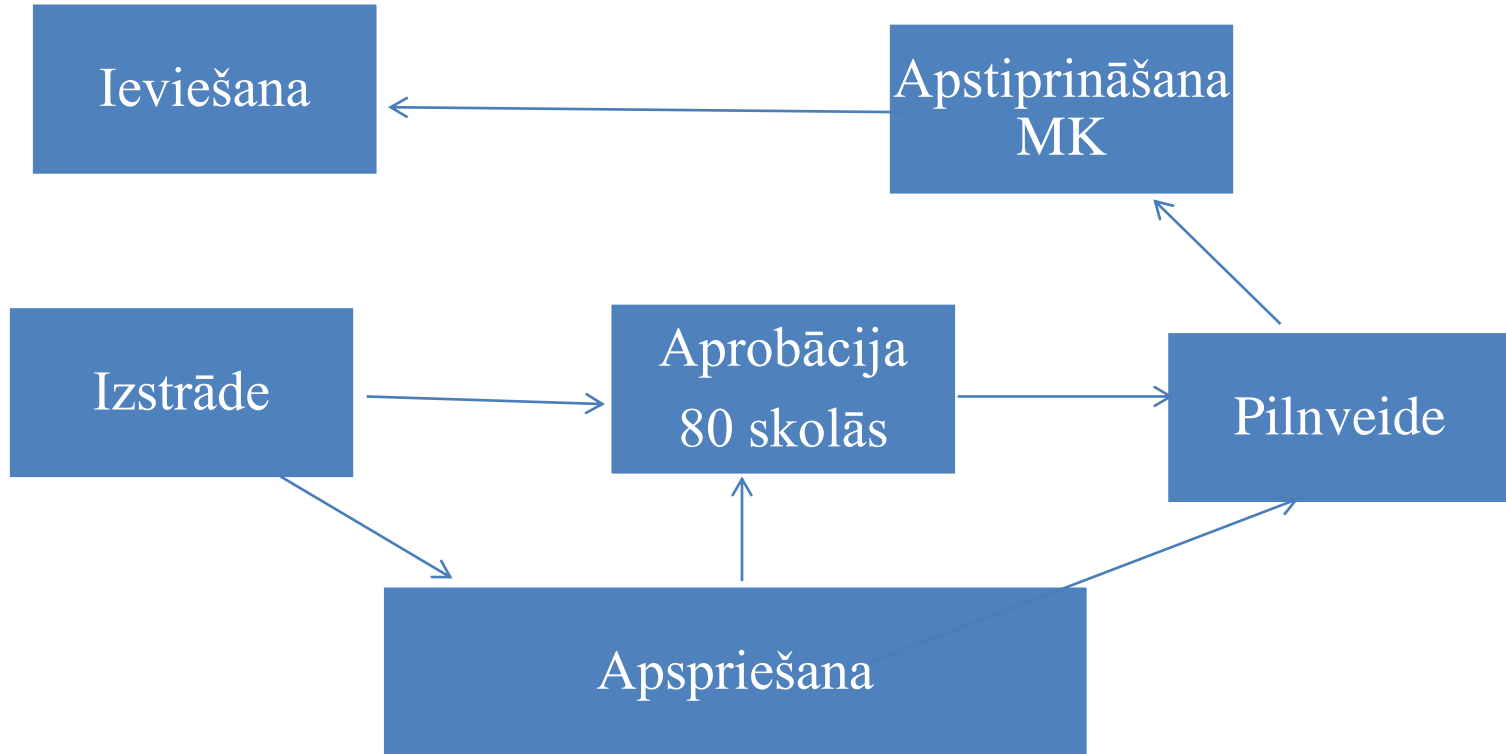 Ieviešana
Apstiprināšana
MK
Izstrāde
Aprobācija
80 skolās
Pilnveide
Apspriešana